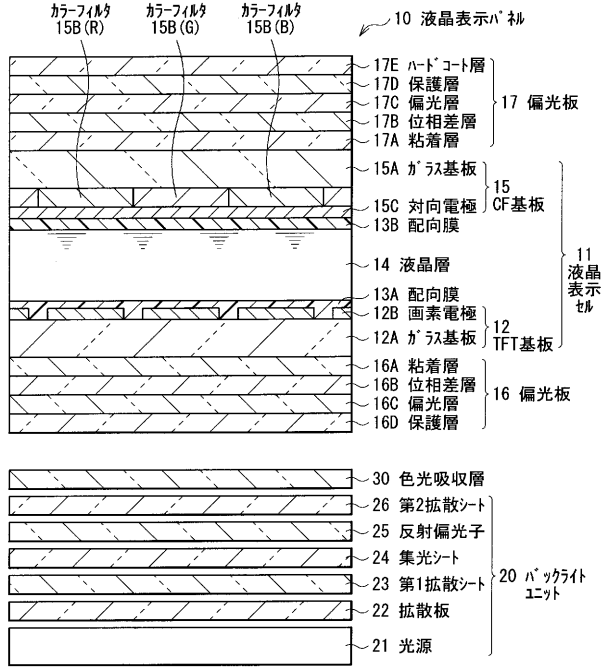 カラーフィルタ カラーフィルタ カラーフィルタ
15B(R) 15B(G) 15B(B)
10 液晶表示パネル
17E ハードコート層
17D 保護層
17C 偏光層
17B 位相差層
17A 粘着層
17 偏光板
15A ガラス基板
15C 対向電極
15
CF基板
13B 配向膜
14 液晶層
11
液晶
表示
セル
13A 配向膜
12B 画素電極
12A ガラス基板
12
TFT基板
16A 粘着層
16B 位相差層
16C 偏光層
16D 保護層
16 偏光板
30 色光吸収層
26 第2拡散シート
25 反射偏光子
24 集光シート
23 第1拡散シート
22 拡散板
21 光源
20 バックライト
ユニット